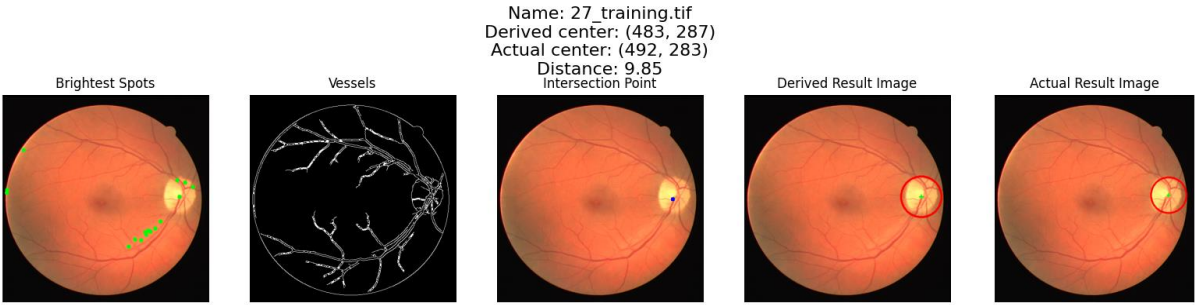 Name: 27_training.tif
Derived center: (483, 287)
Actual center: (492, 283)
Distance: 9.85
Brightest Spots
Vessels
Intersection Point
Derived Result Image
Actual Result Image